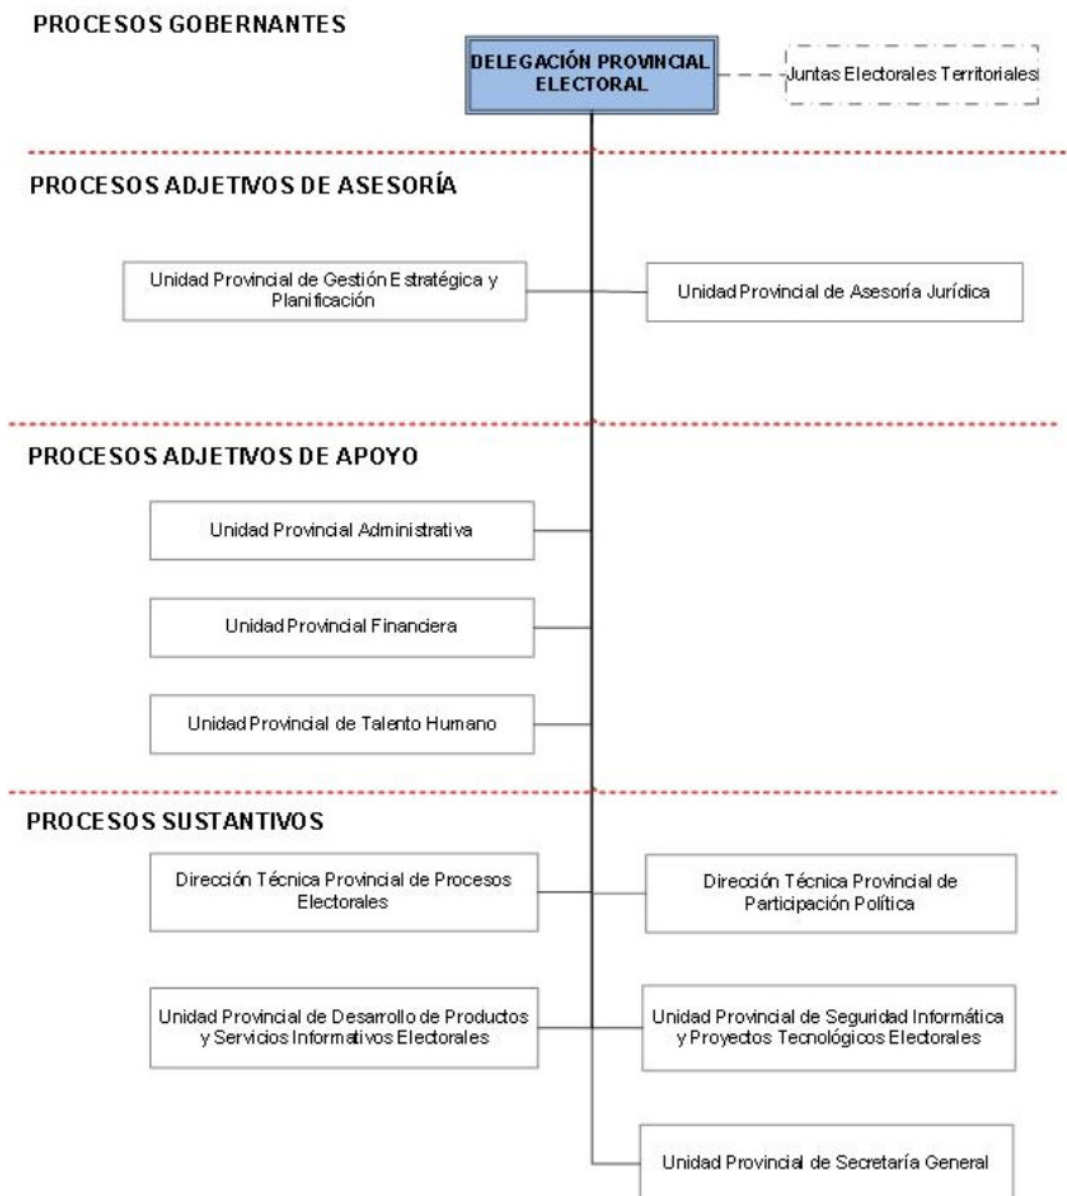 PROCESOS GOBERNANTES
DELEGACIÓN PROVINCIAL
ELECTORAL
Juntas Electorales Territoriales
PROCESOS ADJETIVOS DE ASESORÍA
Unidad Provincial de Gestión Estratégica y
Planificación
Unidad Provincial de Asesoría Jurídica
PROCESOS ADJETIVOS DE APOYO
Unidad Provincial Administrativa
Unidad Provincial Financiera
Unidad Provincial de Talento Humano
PROCESOS SUSTANTIVOS
Dirección Técnica Provincial de Procesos
Electorales
Dirección Técnica Provincial de
Participación Política
Unidad Provincial de Desarrollo de Productos
y Servicios Informativos Electorales
Unidad Provincial de Seguridad Informática
y Proyectos Tecnológicos Electorales
Unidad Provincial de Secretaría General